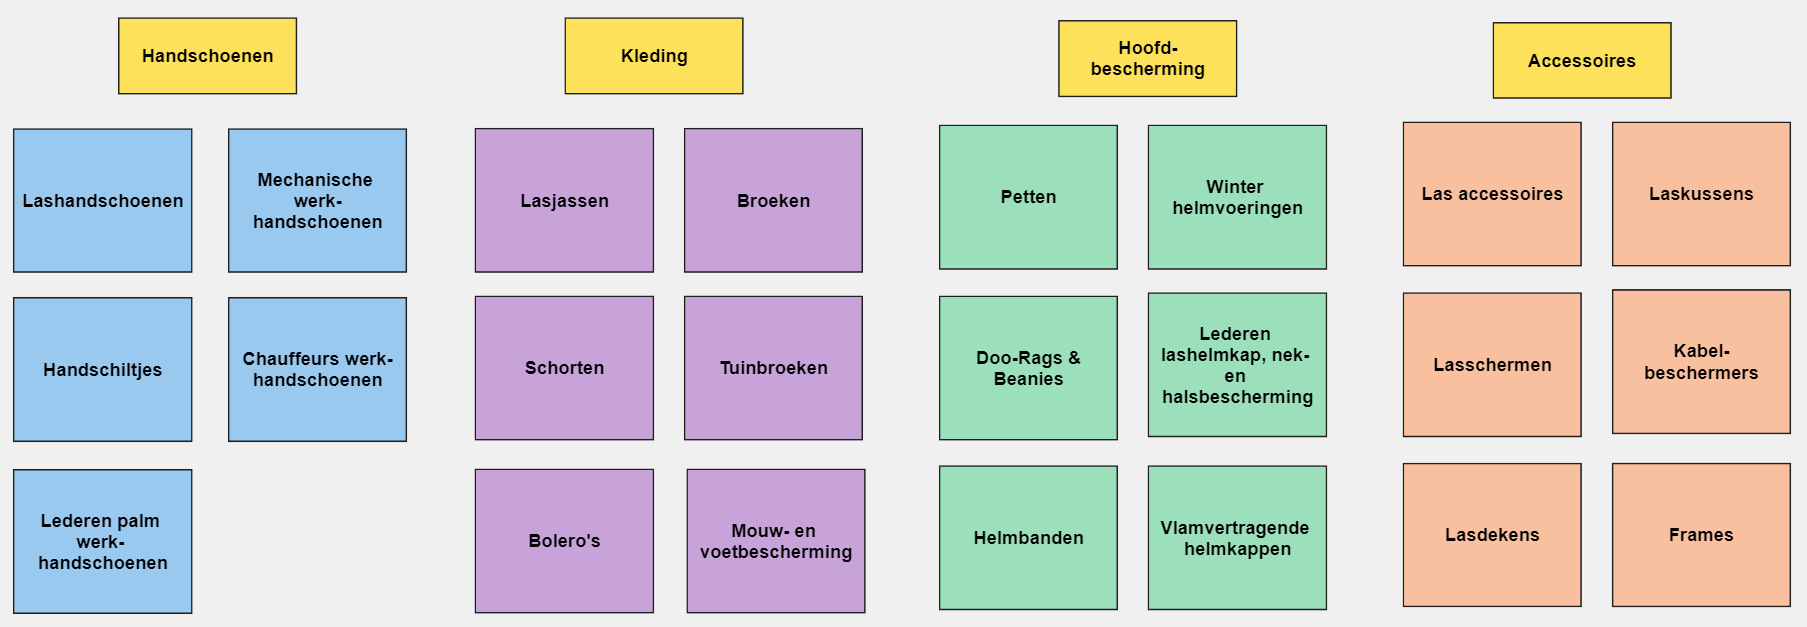 Handschoenen
Kleding
Hoofd-
bescherming
Accessoires
Lashandschoenen
Mechanische
werk-
handschoenen
Handschiltjes
Chauffeurs werk-
handschoenen
Lederen palm
werk-
handschoenen
Lasjassen
Broeken
Schorten
Tuinbroeken
Bolero's
Mouw- en
voetbescherming
Petten
Winter
helmvoeringen
Doo-Rags &
Beanies
Lederen
lashelmkap, nek-
en
halsbescherming
Helmbanden
Vlamvertragende
helmkappen
Las accessoires
Laskussens
Lasschermen
Kabel-
beschermers
Lasdekens
Frames